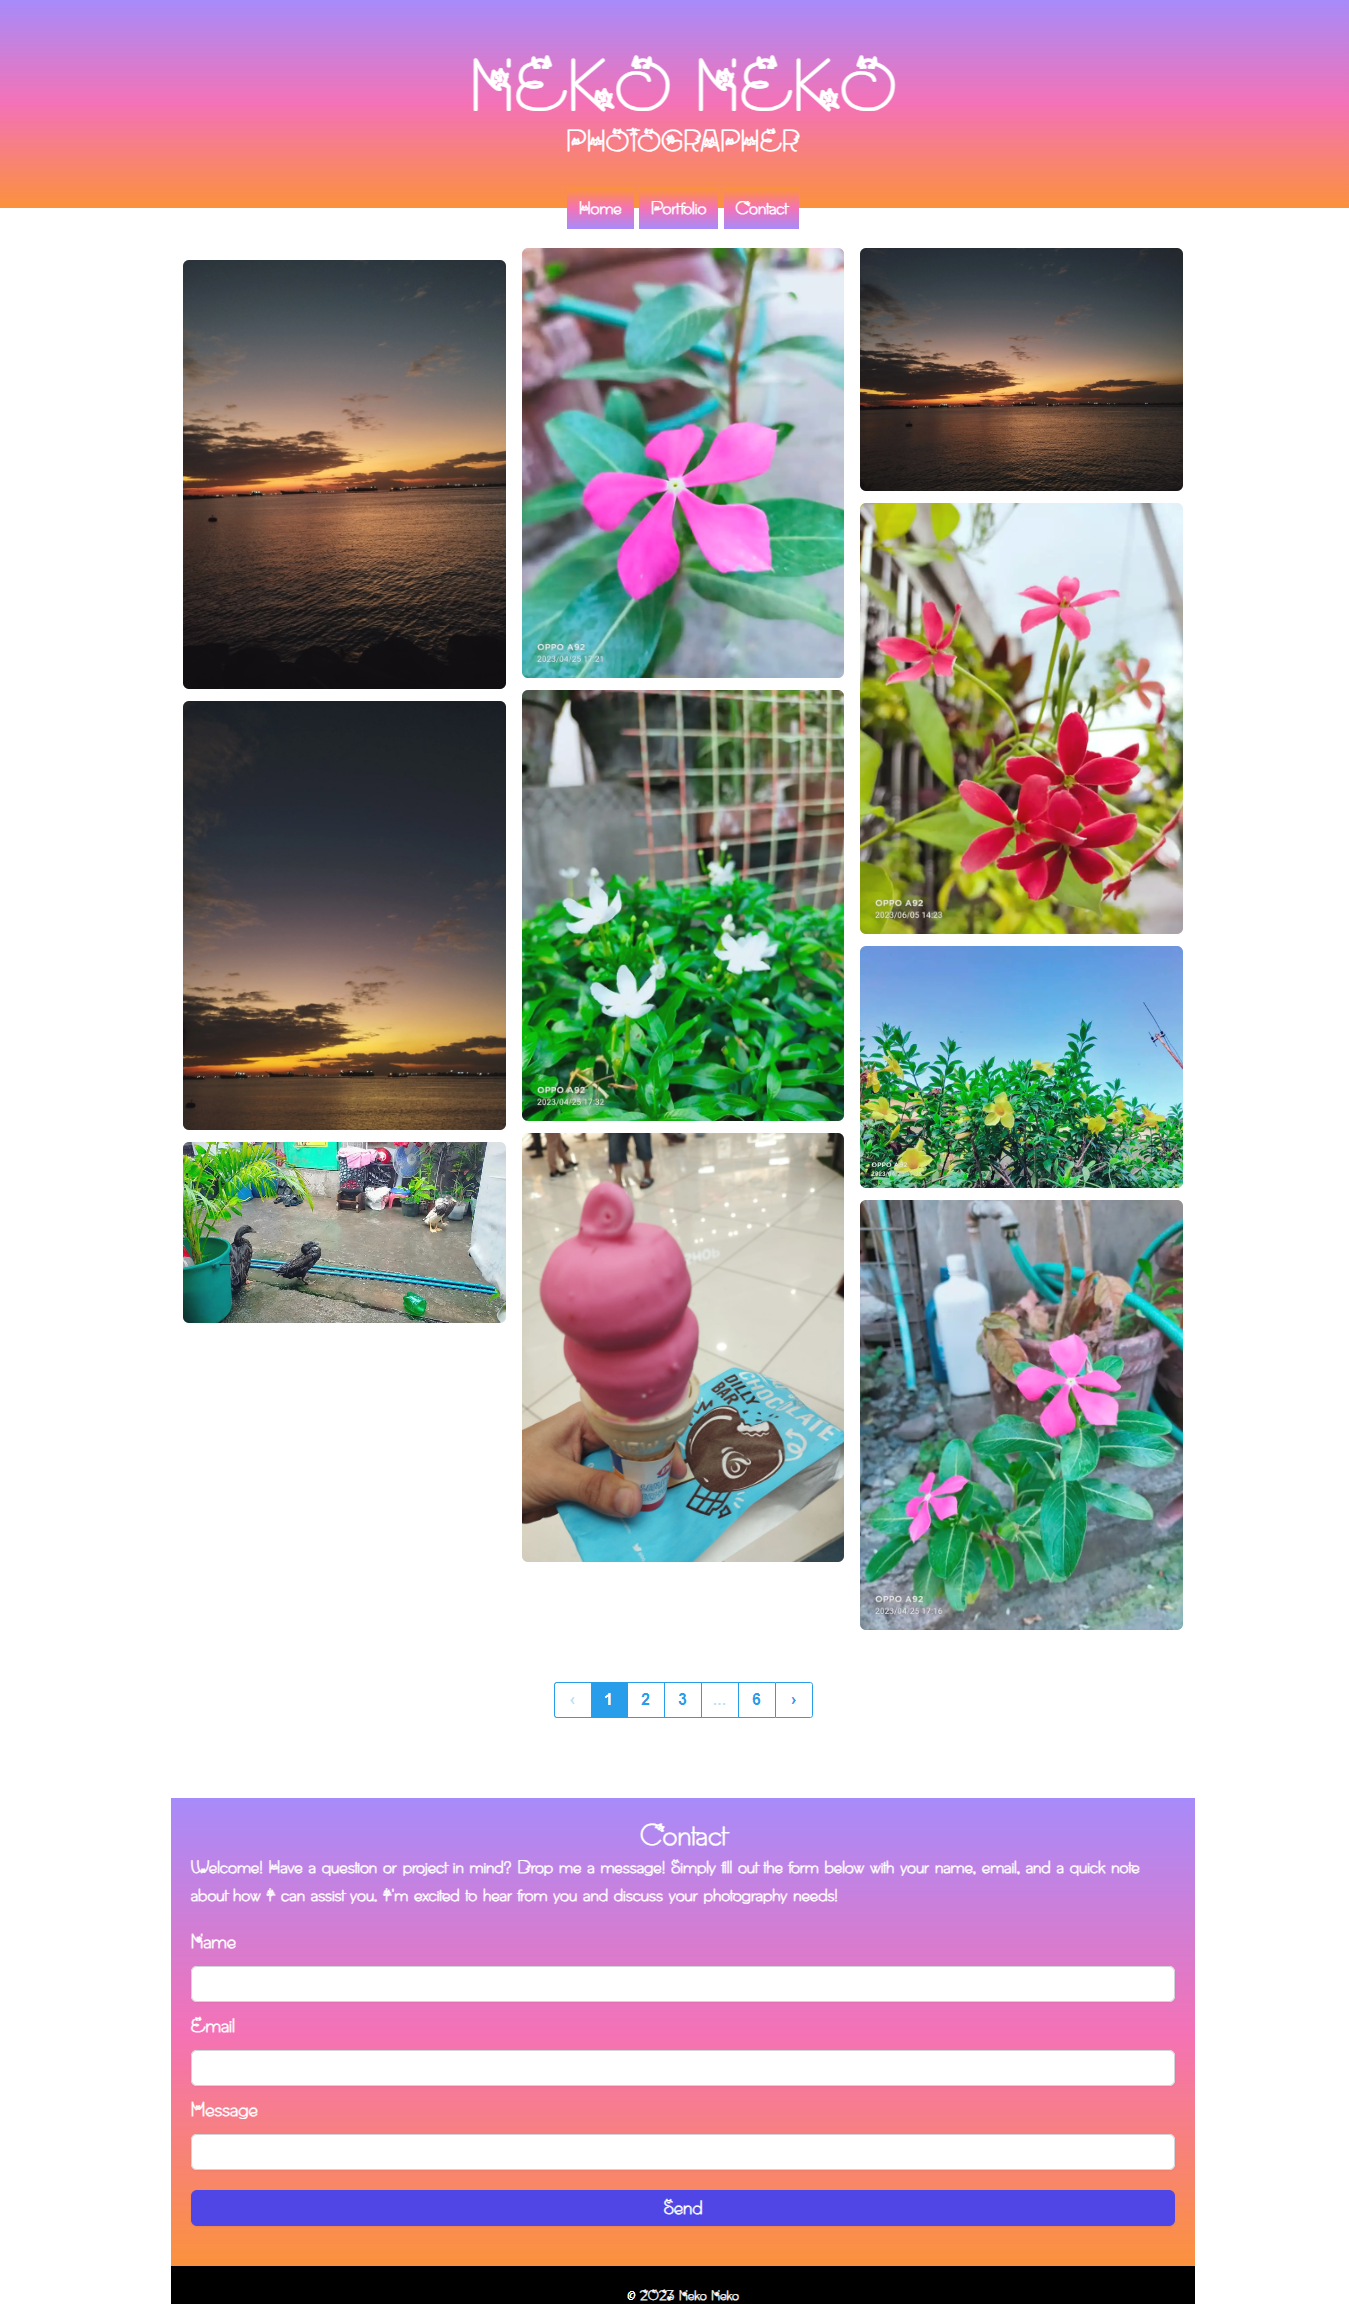 NEKO NEKO
PHOTOGRAPHER
Home Portfolio Contact
OPPO A92
2023/04/25 17:21
OPPO A92
2023/04/25 17:32
CHOCOLATE
DILLY
BAR
OPPO A92
2023/06/05 14:23
OPPO A92
OPPO A92
2023/04/25 17:16
‹ 1 2 3 ... 6 ›
Contact
Welcome! Have a question or project in mind? Drop me a message! Simply fill out the form below with your name, email, and a quick note
about how I can assist you. I'm excited to hear from you and discuss your photography needs!
Name
Email
Message
Send
© 2023 Neko Neko